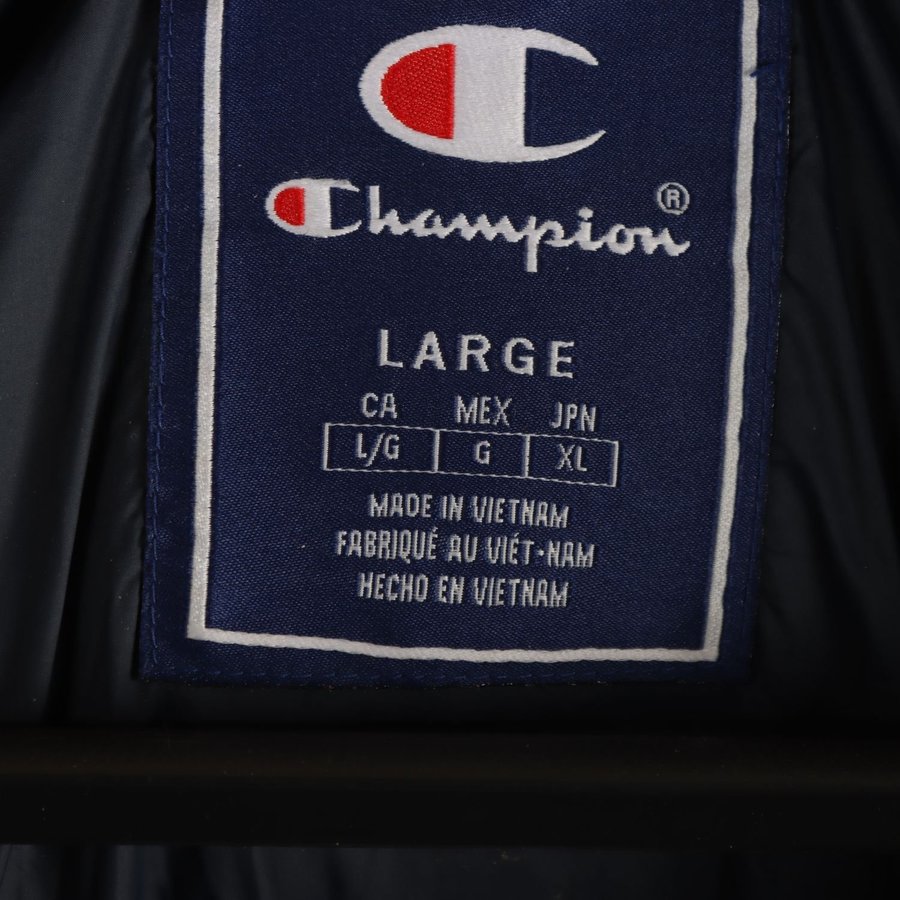 Champion®
LARGE
CA MEX JPN
L/G G XL
MADE IN VIETNAM
FABRIQUÉ AU VIÊT-NAM
HECHO EN VIETNAM